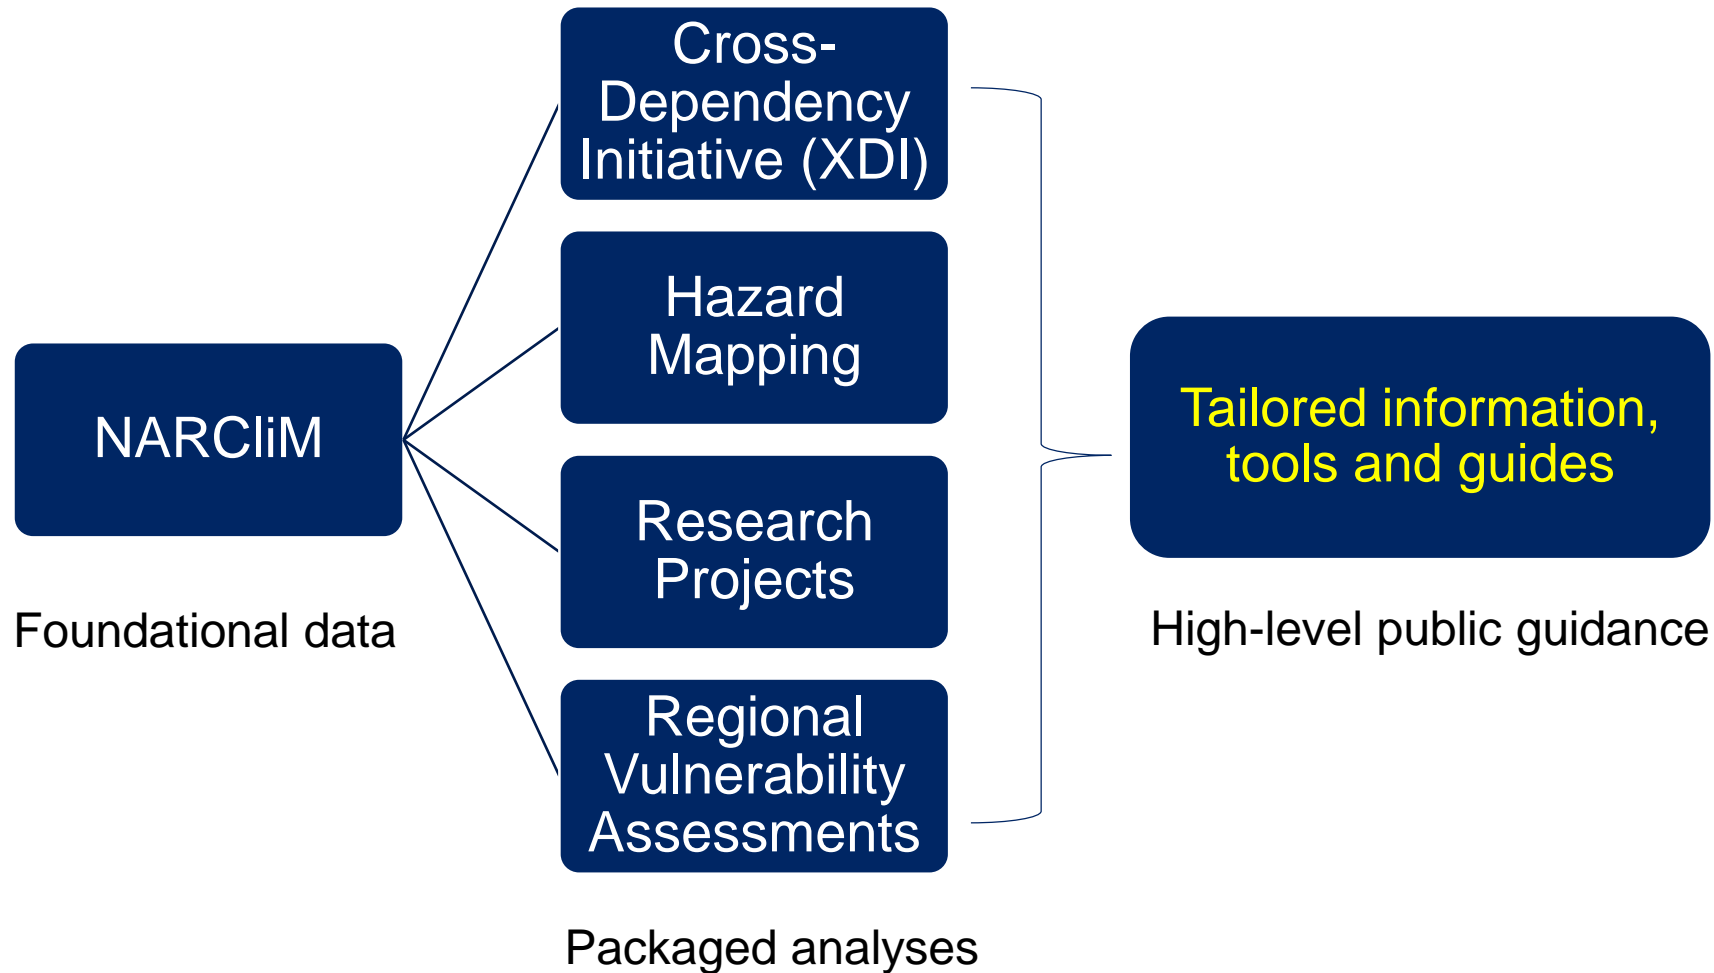 NARCliM
Foundational data
Cross-
Dependency
Initiative (XDI)
Hazard
Mapping
Research
Projects
Regional
Vulnerability
Assessments
Packaged analyses
Tailored information,
tools and guides
High-level public guidance